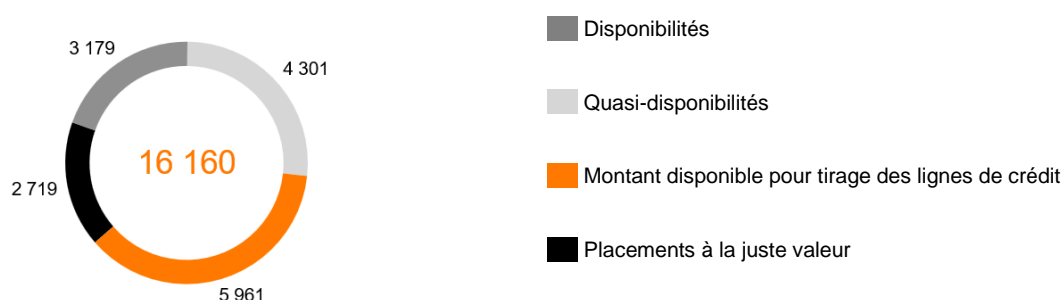 3 179
4 301
16 160
2 719
5 961
Disponibilités
Quasi-disponibilités
Montant disponible pour tirage des lignes de crédit
Placements à la juste valeur